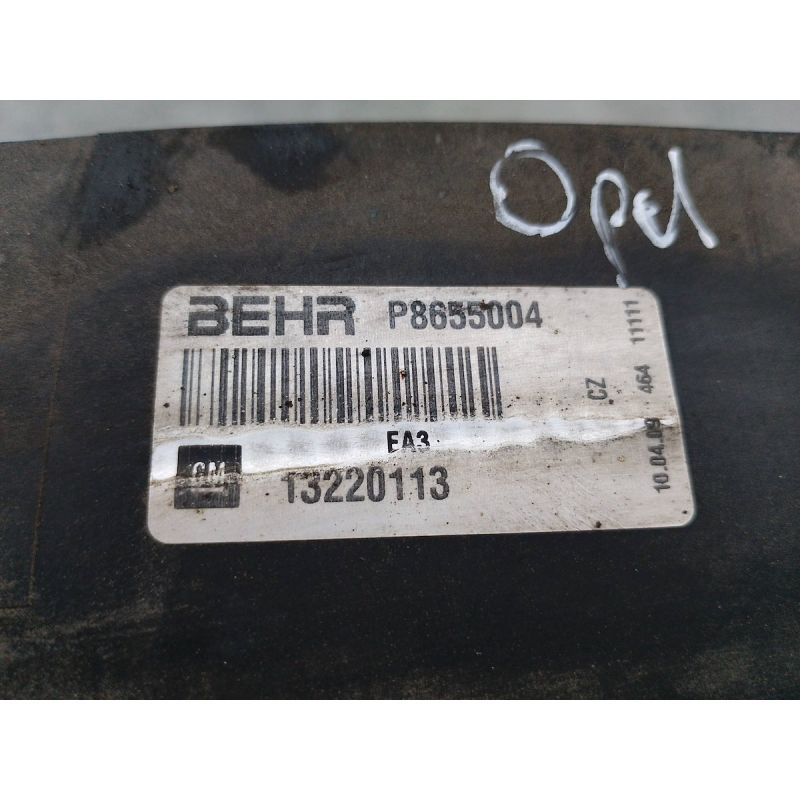 Opel
BEHR P8655004
EA3
GM 13220113
CZ
10.04.09 464 11111